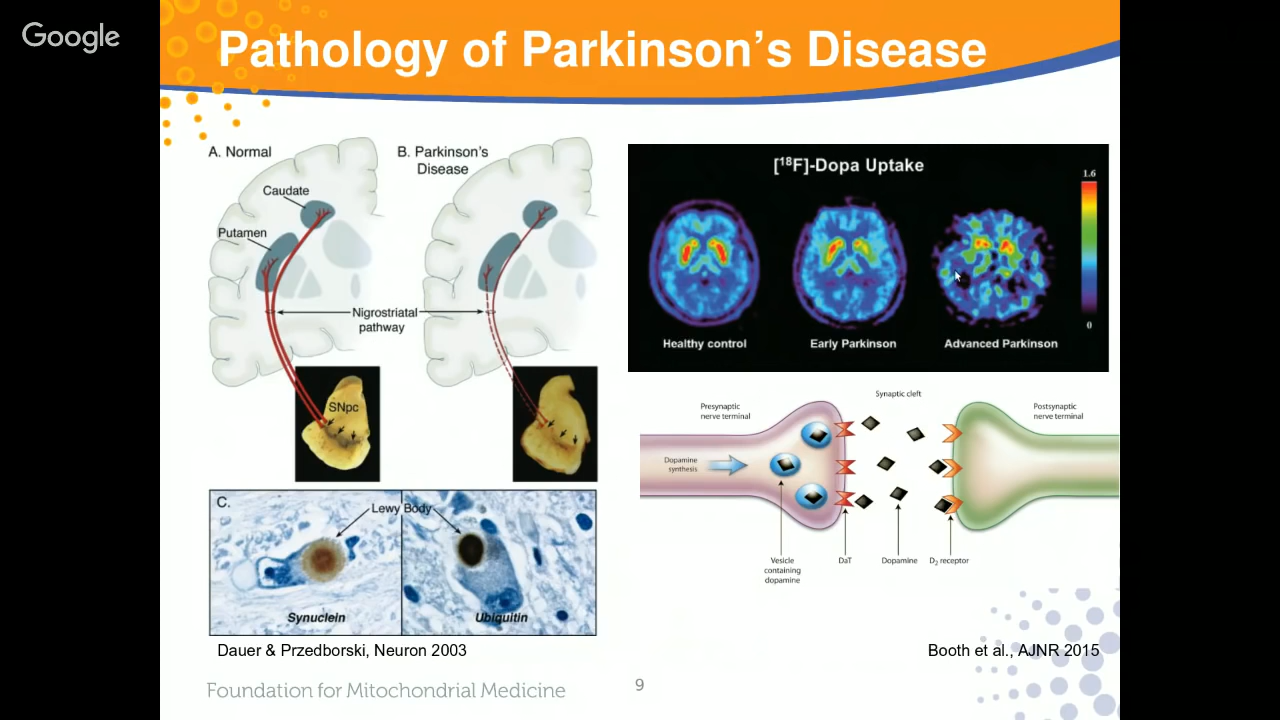 Google
Pathology of Parkinson's Disease
A. Normal
Caudate
Putamen
B. Parkinson's
Disease
Nigrostriatal
pathway
SNpc
C.
Lewy Body
Synuclein
Ubiquitin
Dauer & Przedborski, Neuron 2003
[¹⁸F]-Dopa Uptake
1.6
0
Healthy control
Early Parkinson
Advanced Parkinson
Synaptic cleft
Presynaptic
nerve terminal
Postsynaptic
nerve terminal
Dopamine
synthesis
Vesicle
containing
dopamine
DaT
Dopamine
D₂ receptor
Booth et al., AJNR 2015
Foundation for Mitochondrial Medicine
9